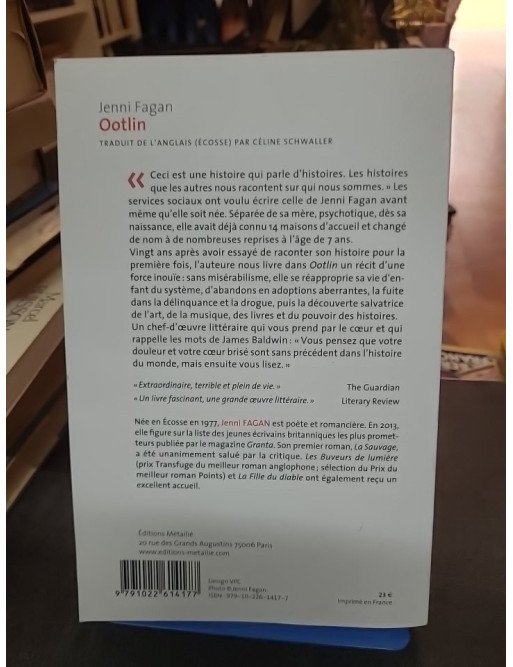 Jenni Fagan
Ootlin
TRADUIT DE L'ANGLAIS (ÉCOSSE) PAR CÉLINE SCHWALLER
« Ceci est une histoire qui parle d'histoires. Les histoires
que les autres nous racontent sur qui nous sommes. » Les
services sociaux ont voulu écrire celle de Jenni Fagan avant
même qu'elle soit née. Séparée de sa mère, psychotique, dès sa
naissance, elle avait déjà connu 14 maisons d'accueil et changé
de nom à de nombreuses reprises à l'âge de 7 ans.
Vingt ans après avoir essayé de raconter son histoire pour la
première fois, l'auteure nous livre dans Ootlin un récit d'une
force inouïe : sans misérabilisme, elle se réapproprie sa vie d'en-
fant du système, d'abandons en adoptions aberrantes, la fuite
dans la délinquance et la drogue, puis la découverte salvatrice
de l'art, de la musique, des livres et du pouvoir des histoires.
Un chef-d'œuvre littéraire qui vous prend par le cœur et qui
rappelle les mots de James Baldwin : « Vous pensez que votre
douleur et votre cœur brisé sont sans précédent dans l'histoire
du monde, mais ensuite vous lisez. »
« Extraordinaire, terrible et plein de vie. » The Guardian
« Un livre fascinant, une grande œuvre littéraire. » Literary Review
Née en Écosse en 1977, Jenni FAGAN est poète et romancière. En 2013,
elle figure sur la liste des jeunes écrivains britanniques les plus promet-
teurs publiée par le magazine Granta. Son premier roman, La Sauvage,
a été unanimement salué par la critique. Les Buveurs de lumière
(prix Transfuge du meilleur roman anglophone ; sélection du Prix du
meilleur roman Points) et La Fille du diable ont également reçu un
excellent accueil.
Éditions Métailié
20 rue des Grands Augustins 75006 Paris
www.editions-metailie.com
Design VPC
Photo © Jenni Fagan
ISBN : 979-10-226-1417-7
9 791022 614177
23 €
Imprimé en France